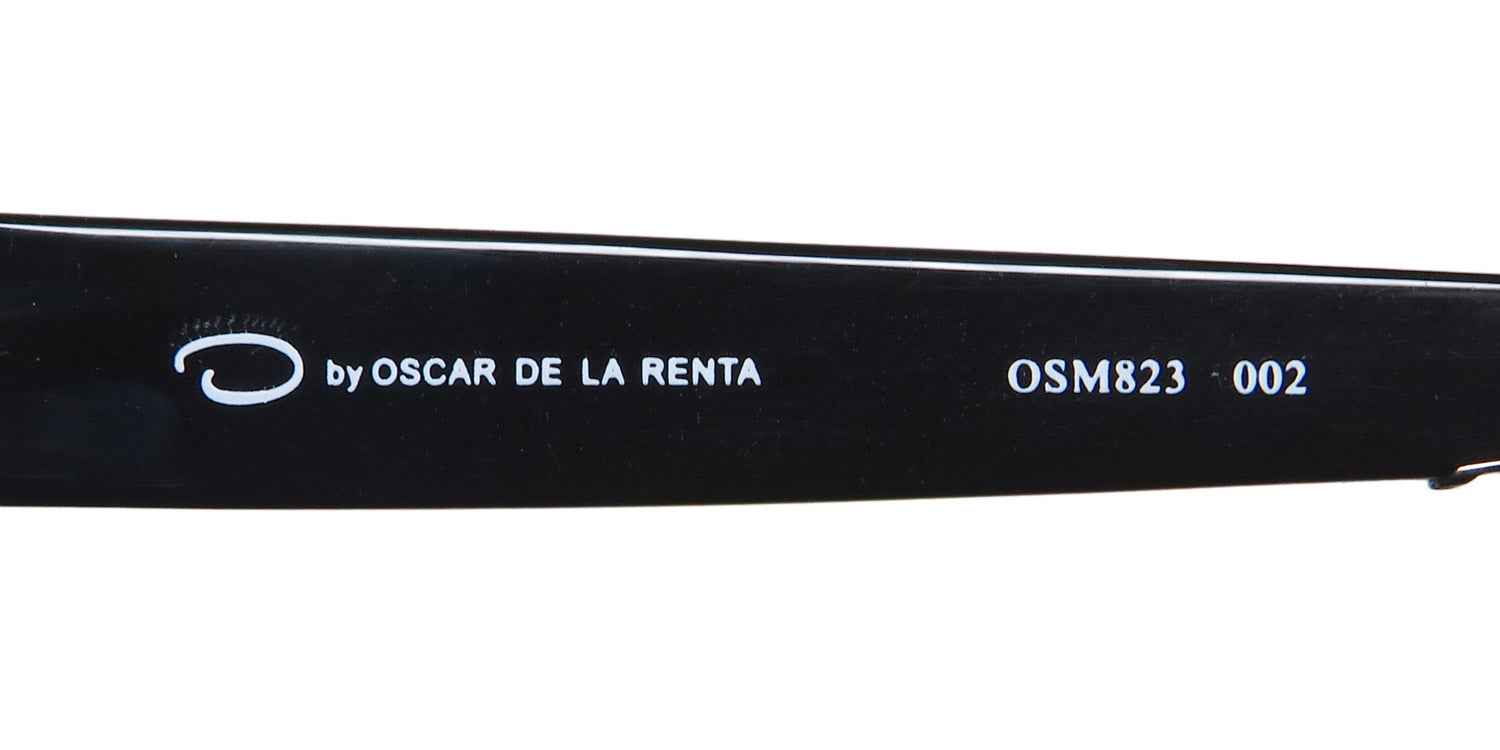 O by OSCAR DE LA RENTA OSM823 002